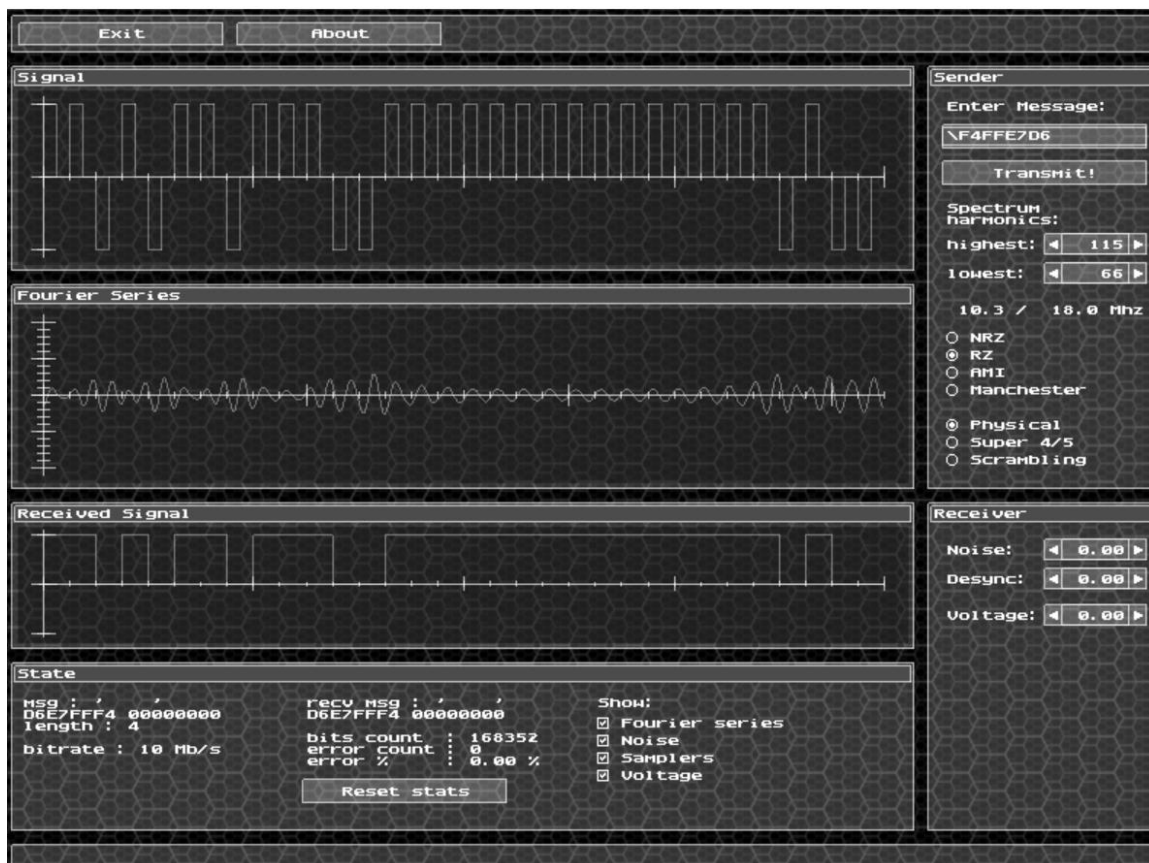 Exit About
Signal
Fourier Series
Received Signal
State
msg : ' '
D6E7FFF4 00000000
length : 4
bitrate : 10 Mb/s
recv msg : ' '
D6E7FFF4 00000000
bits count : 168352
error count : 0
error % : 0.00 %
Reset stats
Show:
Fourier series
Noise
Samplers
Voltage
Sender
Enter Message:
\F4FFE7D6
Transmit!
Spectrum
harmonics:
highest: 115
lowest: 66
10.3 / 18.0 Mhz
NRZ
RZ
AMI
Manchester
Physical
Super 4/5
Scrambling
Receiver
Noise: 0.00
Desync: 0.00
Voltage: 0.00